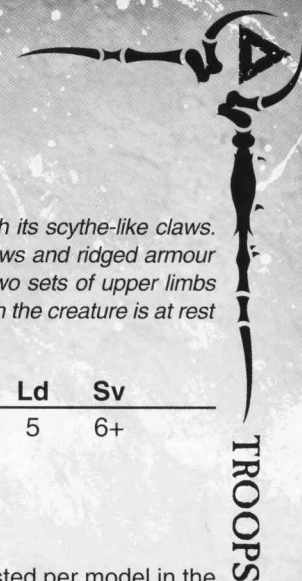 h its scythe-like claws.
ws and ridged armour
wo sets of upper limbs
n the creature is at rest
Ld Sv
5 6+
TROOPS
sted per model in the